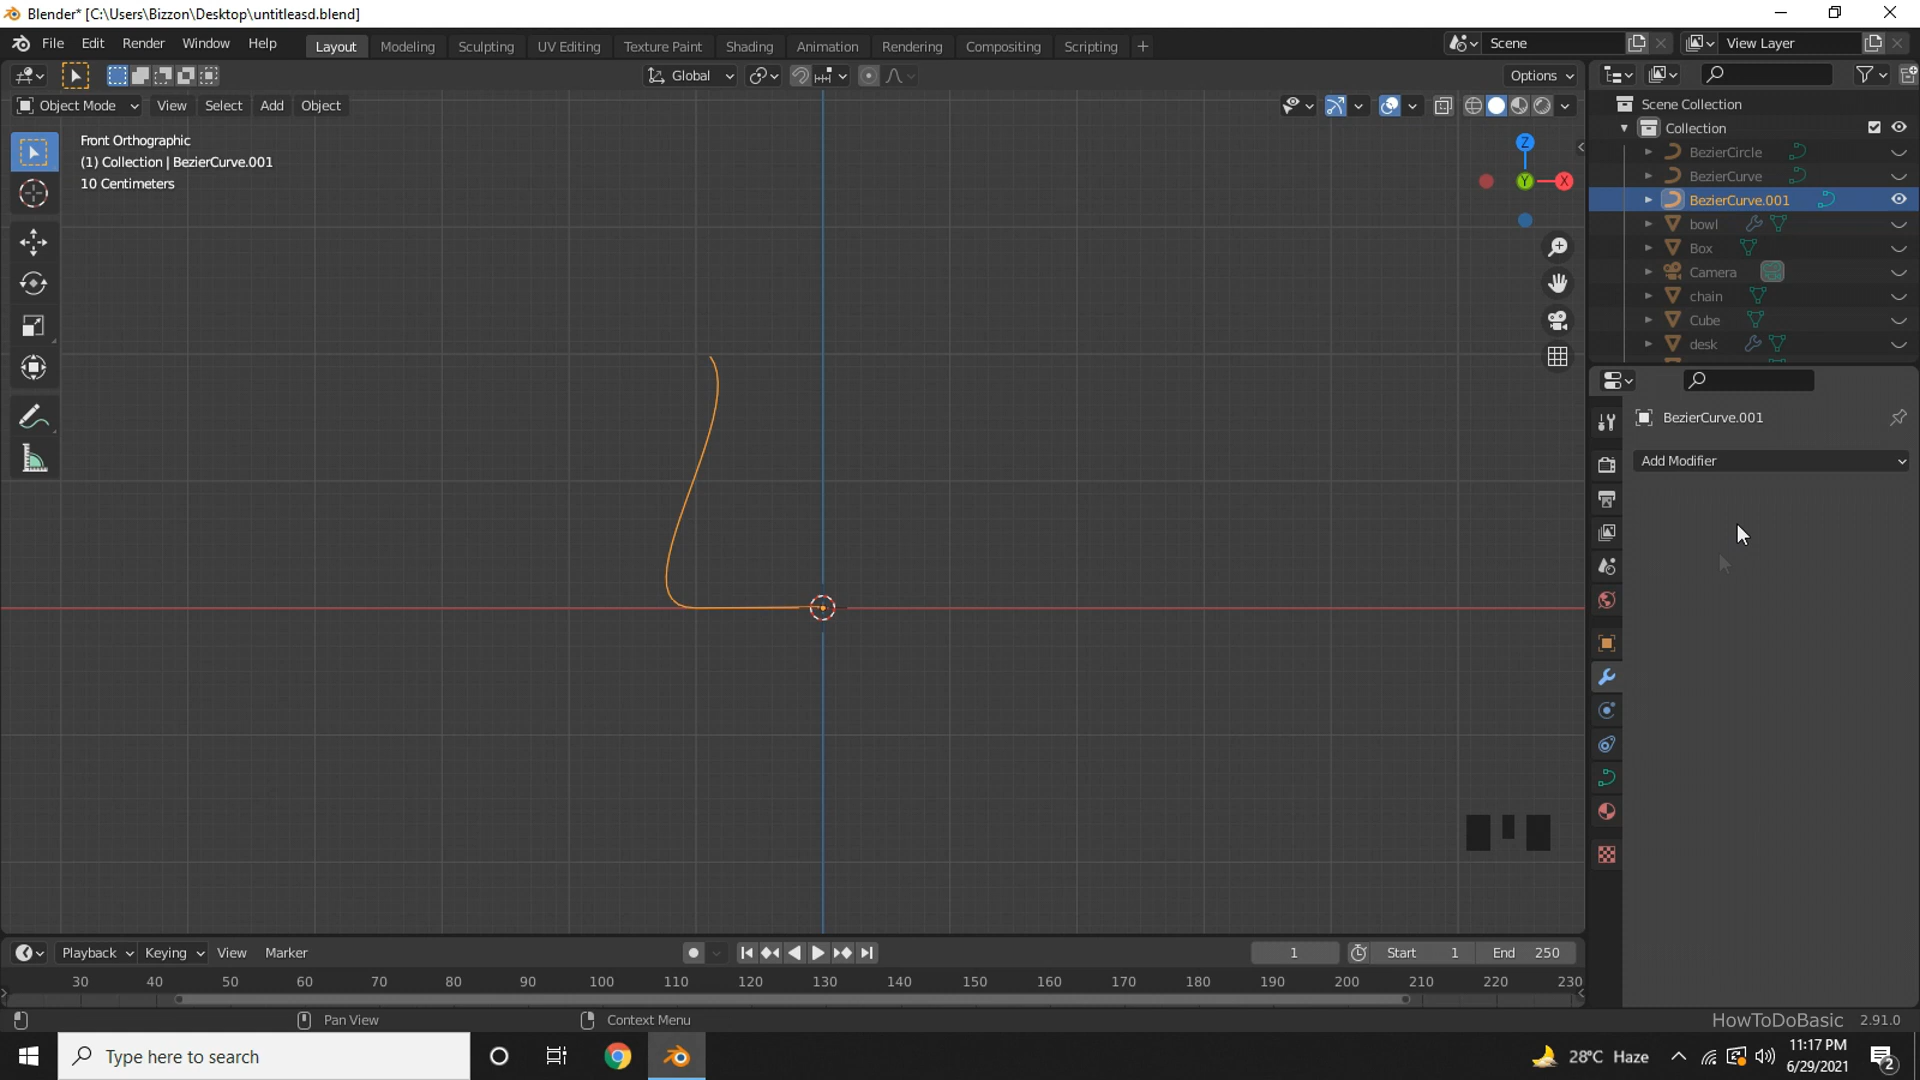 Blender* [C:\Users\Bizzon\Desktop\untitleasd.blend]
File Edit Render Window Help Layout Modeling Sculpting UV Editing Texture Paint Shading Animation Rendering Compositing Scripting + Scene View Layer
Global Options
Object Mode View Select Add Object
Front Orthographic
(1) Collection | BezierCurve.001
10 Centimeters
Z
Y
X
Scene Collection
Collection
BezierCircle
BezierCurve
BezierCurve.001
bowl
Box
Camera
chain
Cube
desk
BezierCurve.001
Add Modifier
Playback Keying View Marker 1 Start 1 End 250
30 40 50 60 70 80 90 100 110 120 130 140 150 160 170 180 190 200 210 220 230
Pan View Context Menu HowToDoBasic 2.91.0
Type here to search 28°C Haze 11:17 PM
6/29/2021
2